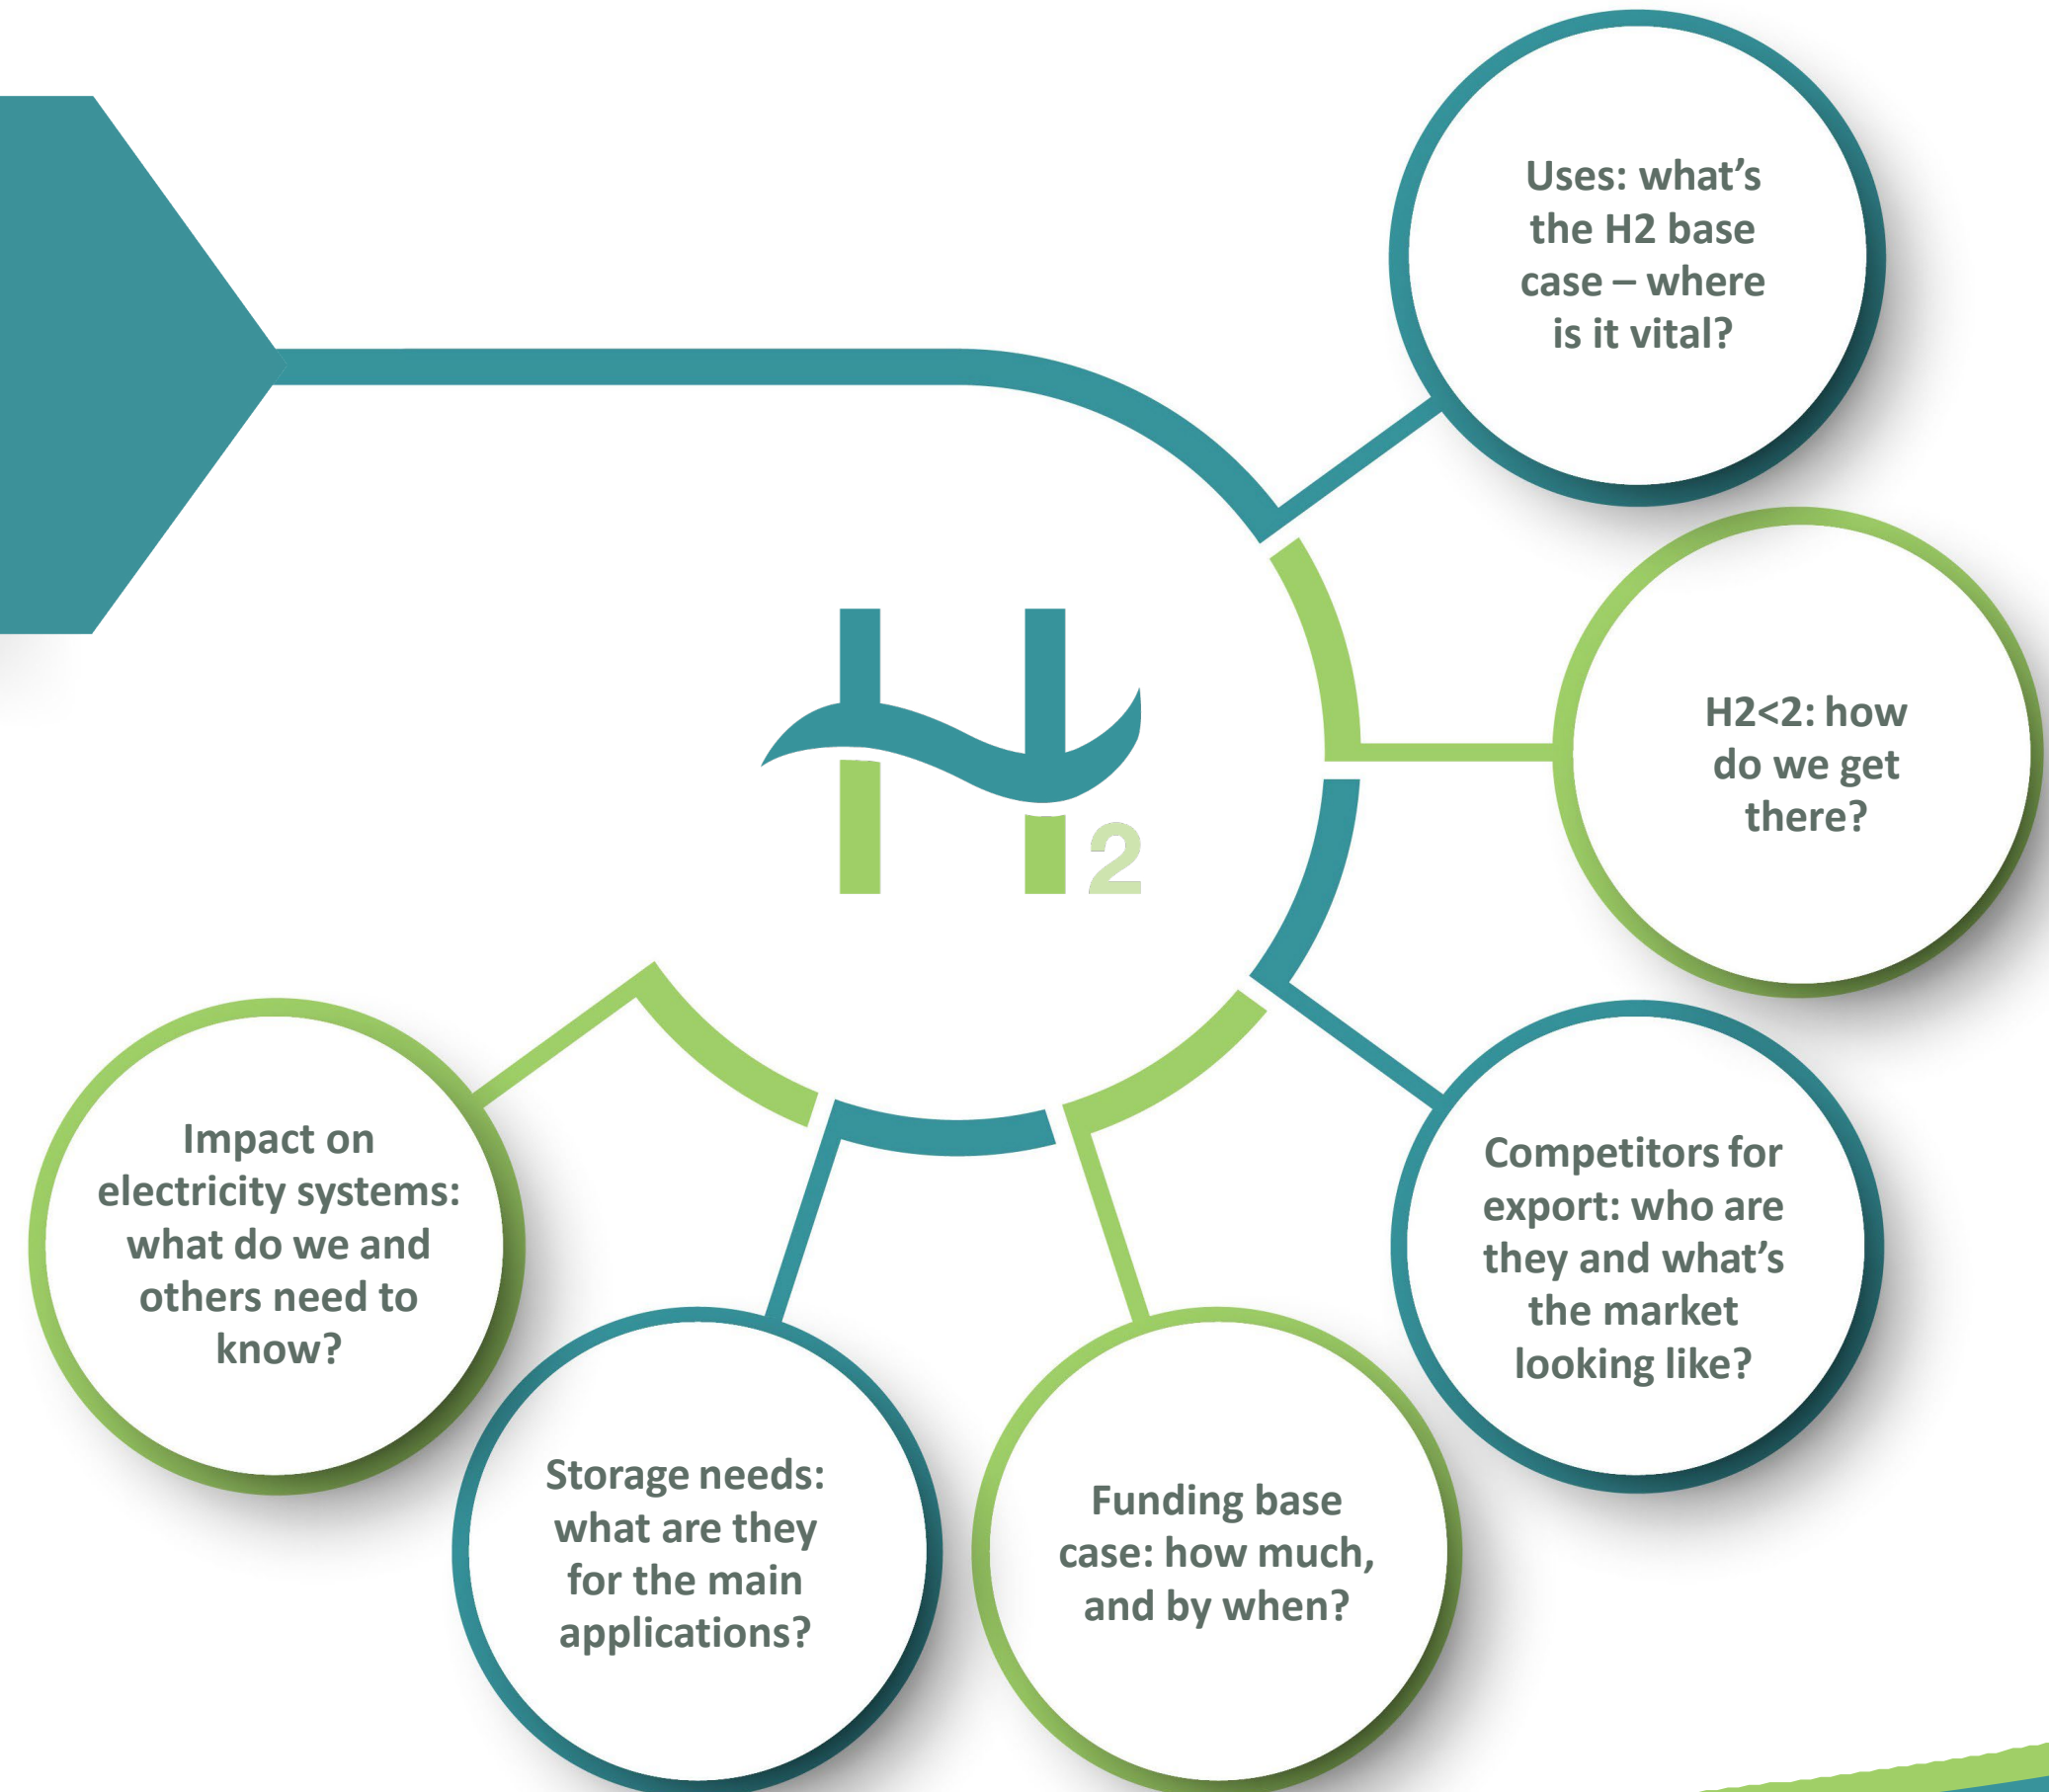 Uses: what’s
the H2 base
case – where
is it vital?
H2<2: how
do we get
there?
Competitors for
export: who are
they and what’s
the market
looking like?
Funding base
case: how much,
and by when?
Storage needs:
what are they
for the main
applications?
Impact on
electricity systems:
what do we and
others need to
know?
H2